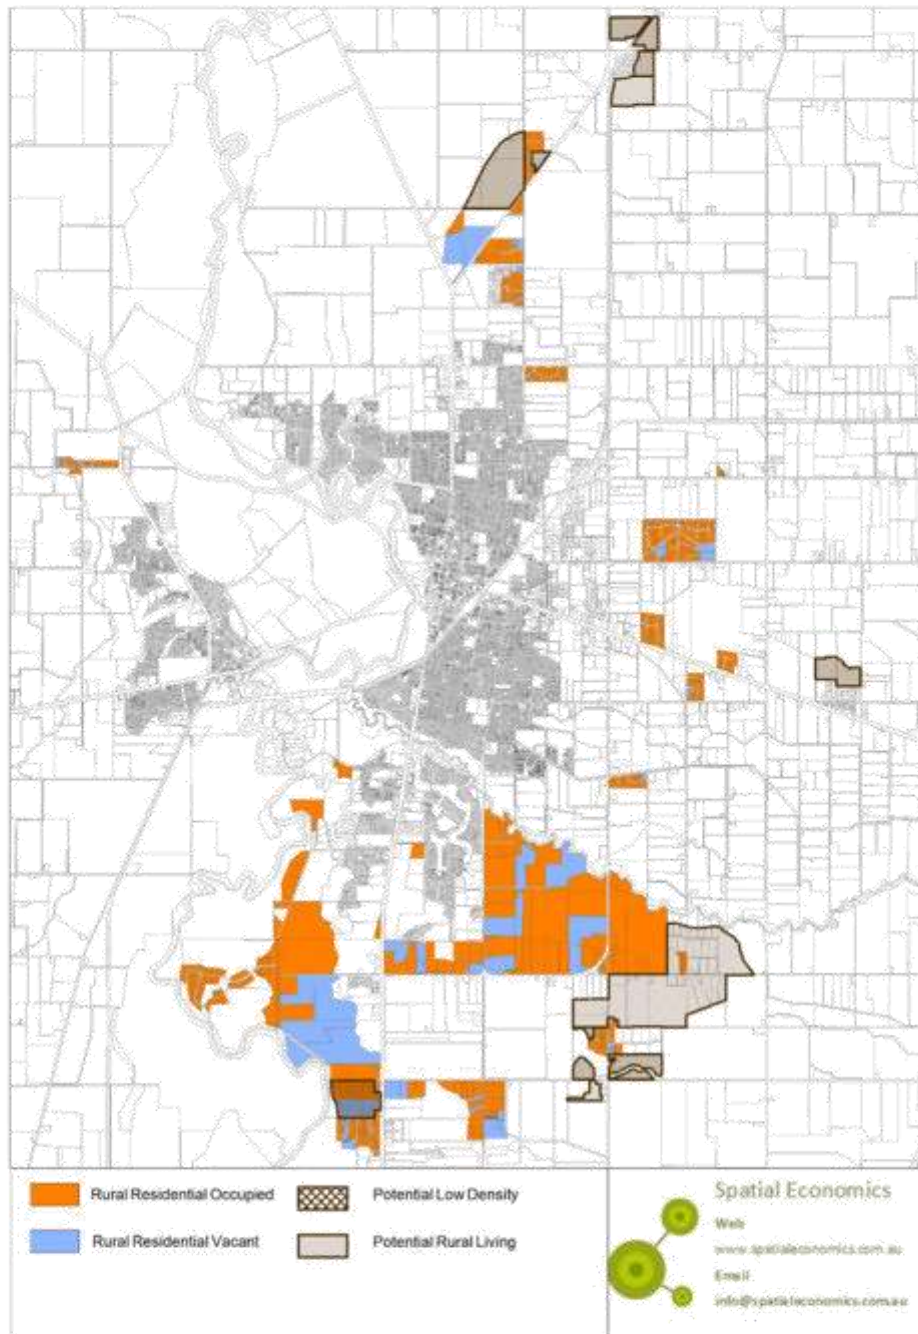 Rural Residential Occupied
Potential Low Density
Rural Residential Vacant
Potential Rural Living
Spatial Economics
Web
www.spatialeconomics.com.au
Email
info@spatialeconomics.com.au